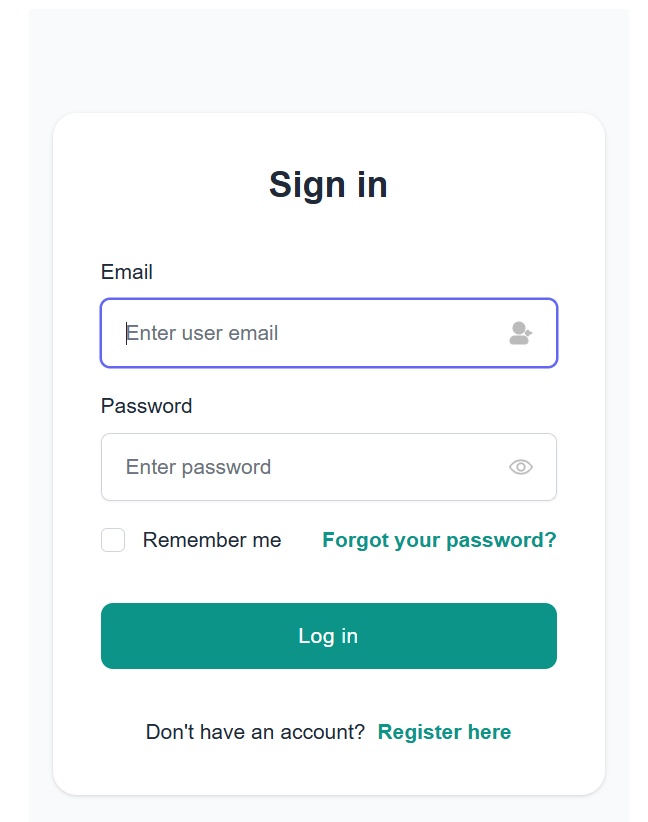 Sign in
Email
Enter user email
Password
Enter password
Remember me Forgot your password?
Log in
Don't have an account? Register here